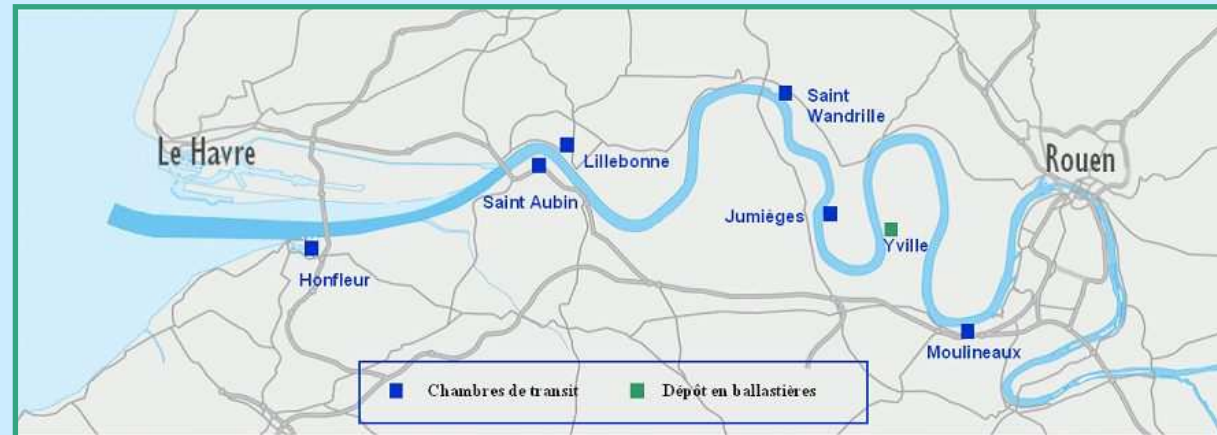 Saint
Wandrille
Le Havre
Lillebonne
Rouen
Saint Aubin
Jumièges
Yville
Honfleur
Moulineaux
Chambres de transit
Dépôt en ballastières